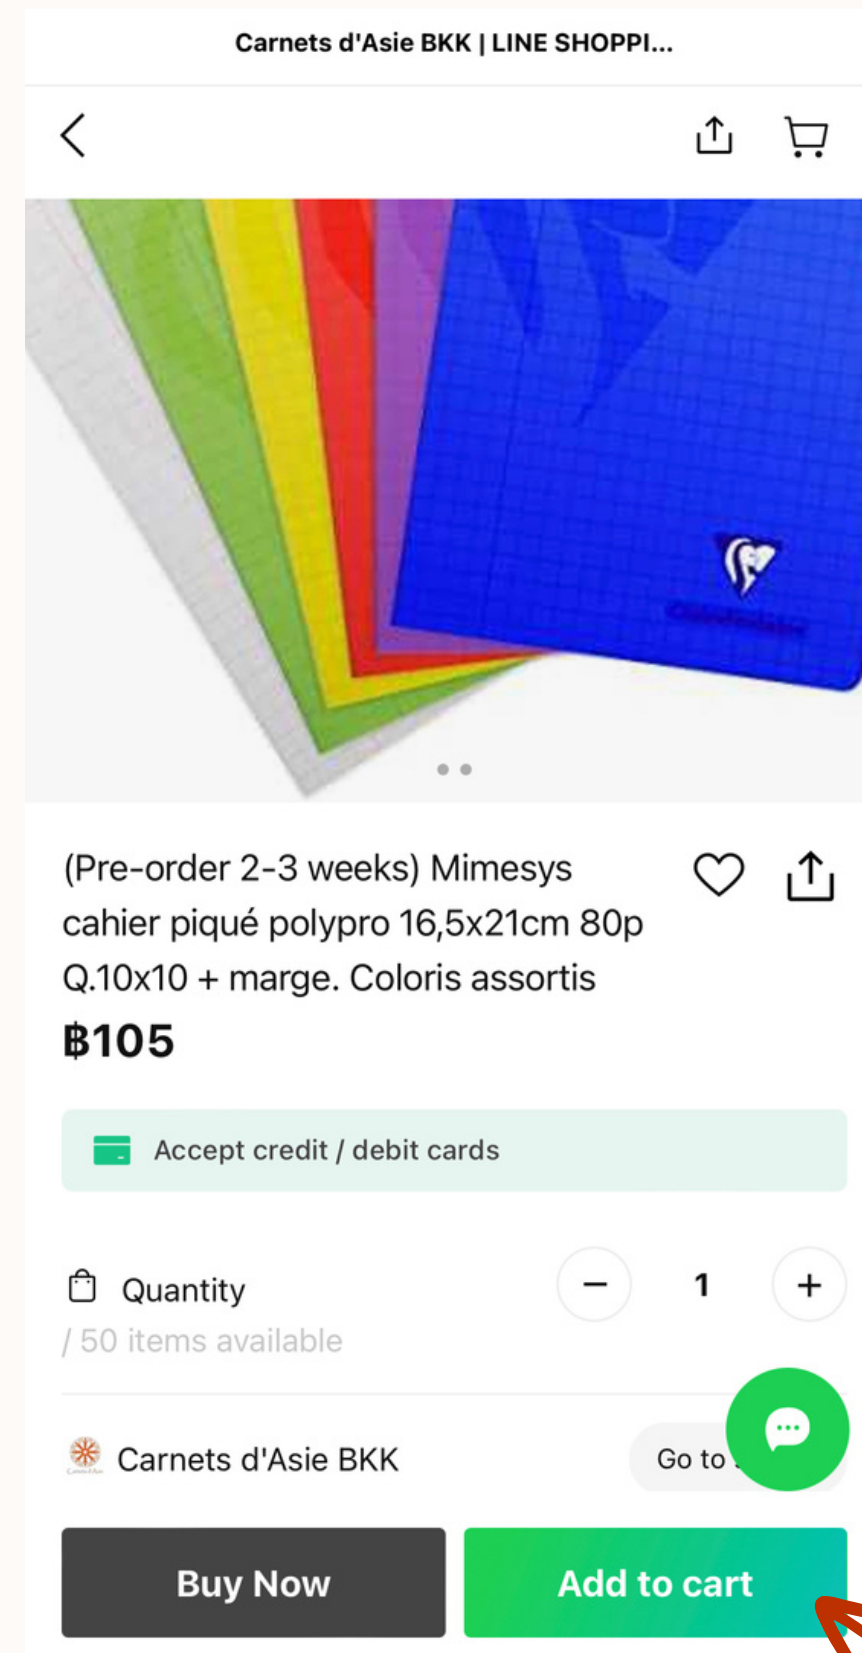 Carnets d'Asie BKK | LINE SHOPPI...
(Pre-order 2-3 weeks) Mimesys
cahier piqué polypro 16,5x21cm 80p
Q.10x10 + marge. Coloris assortis
฿105
Accept credit / debit cards
Quantity
− 1 +
/ 50 items available
Carnets d'Asie BKK
Go to
Buy Now
Add to cart